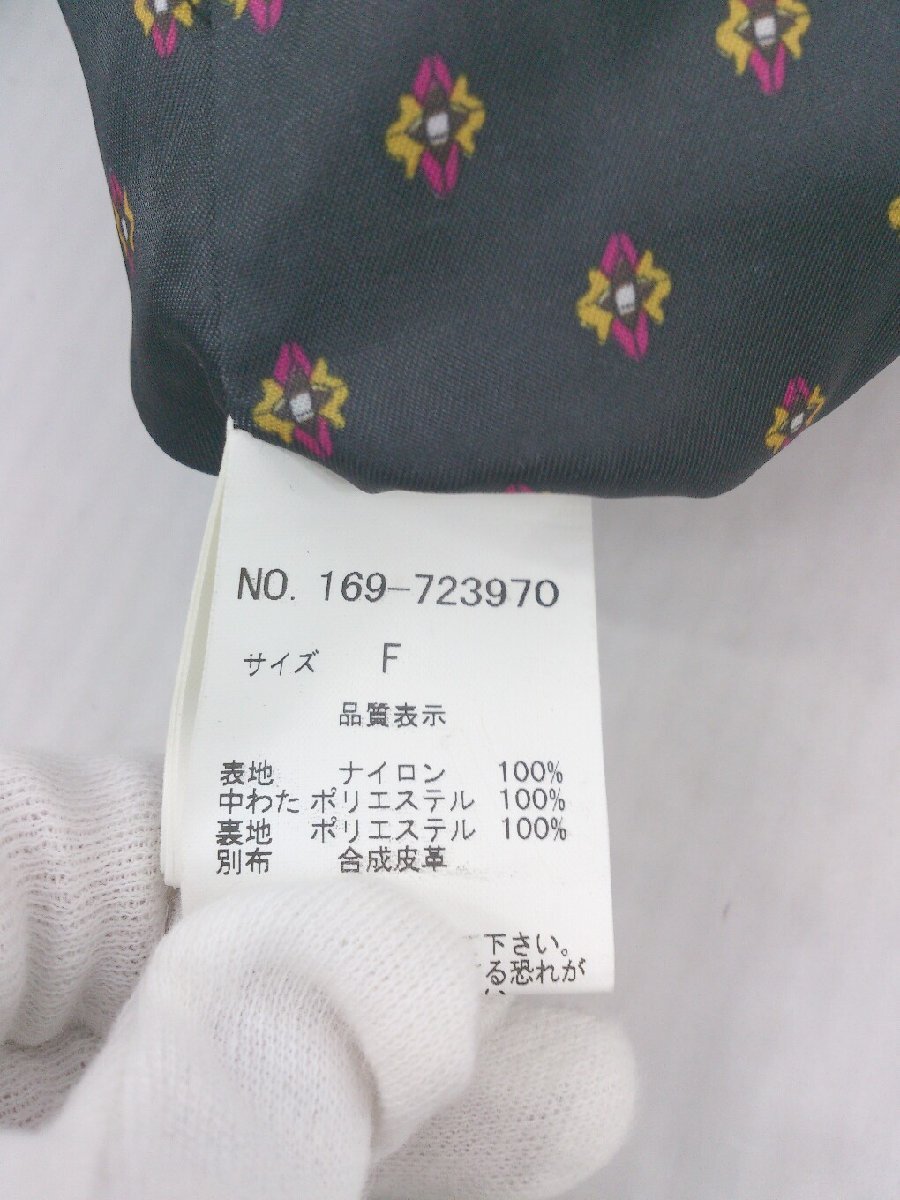 NO. 169-723970
サイズ F
品質表示
表地 ナイロン 100%
中わた ポリエステル 100%
裏地 ポリエステル 100%
別布 合成皮革
下さい。
る恐れが